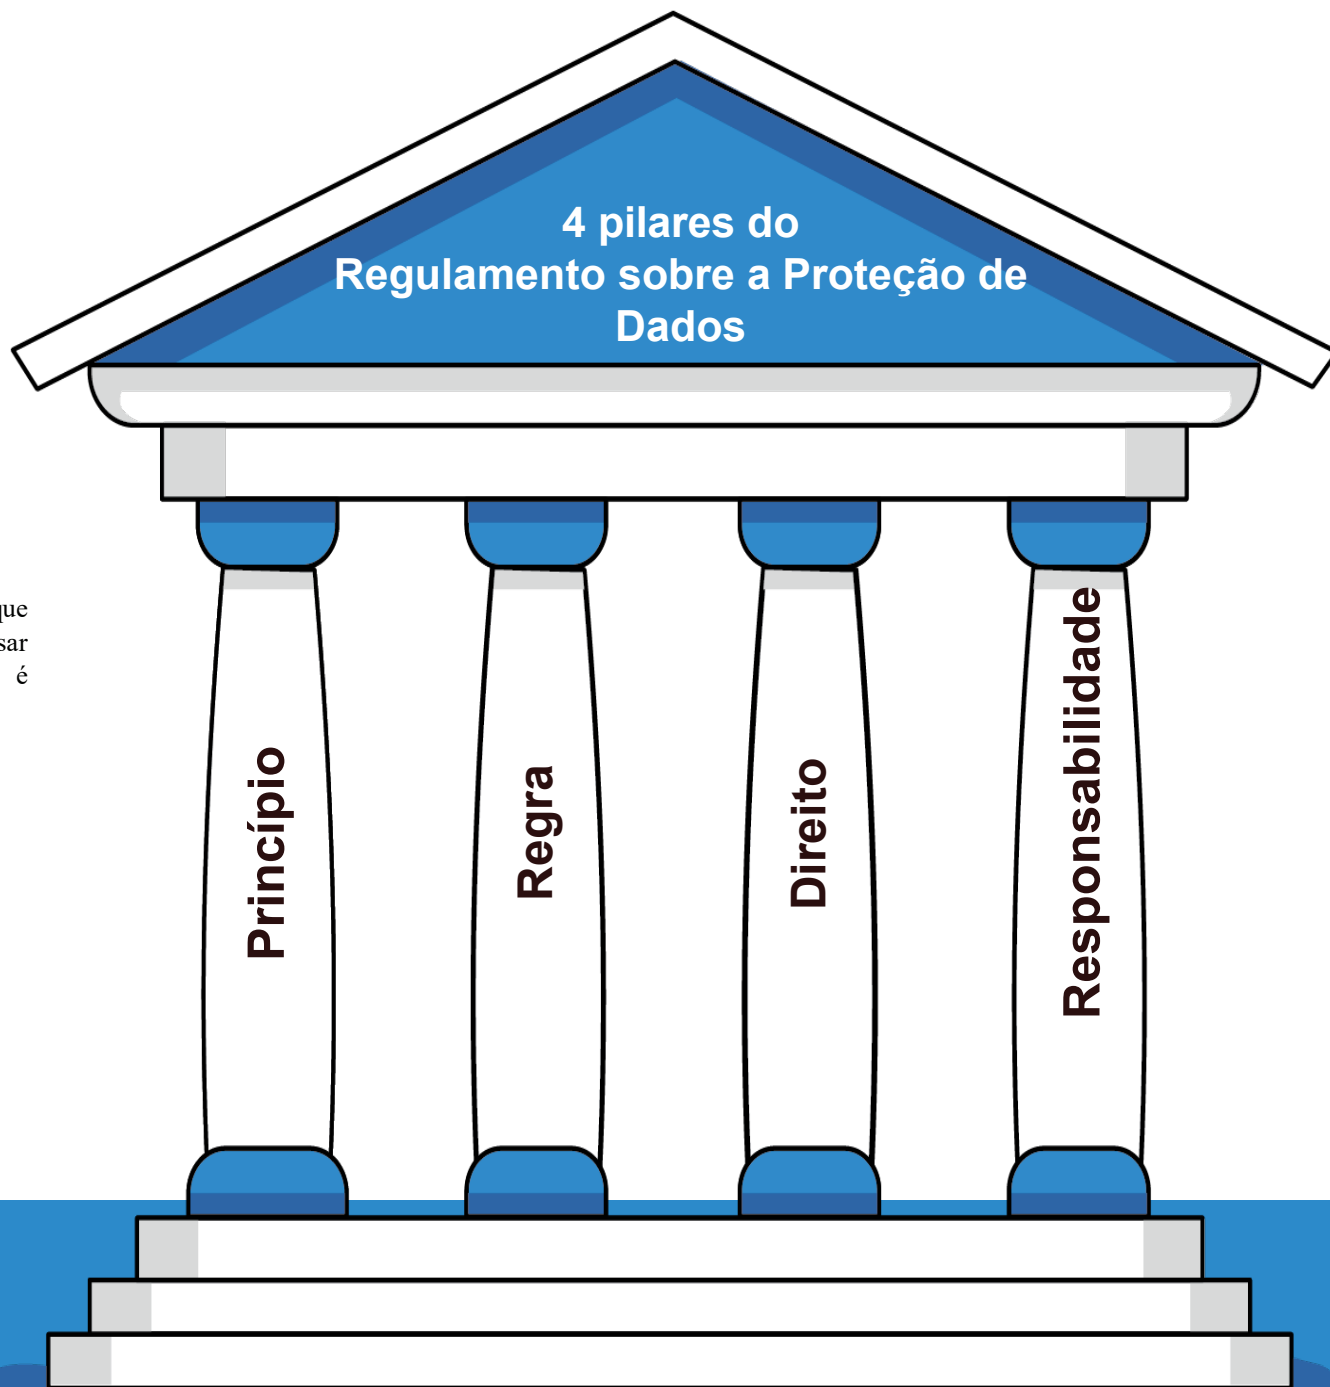 4 pilares do
Regulamento sobre a Proteção de
Dados
é
Princípio
Regra
Direito
Responsabilidade